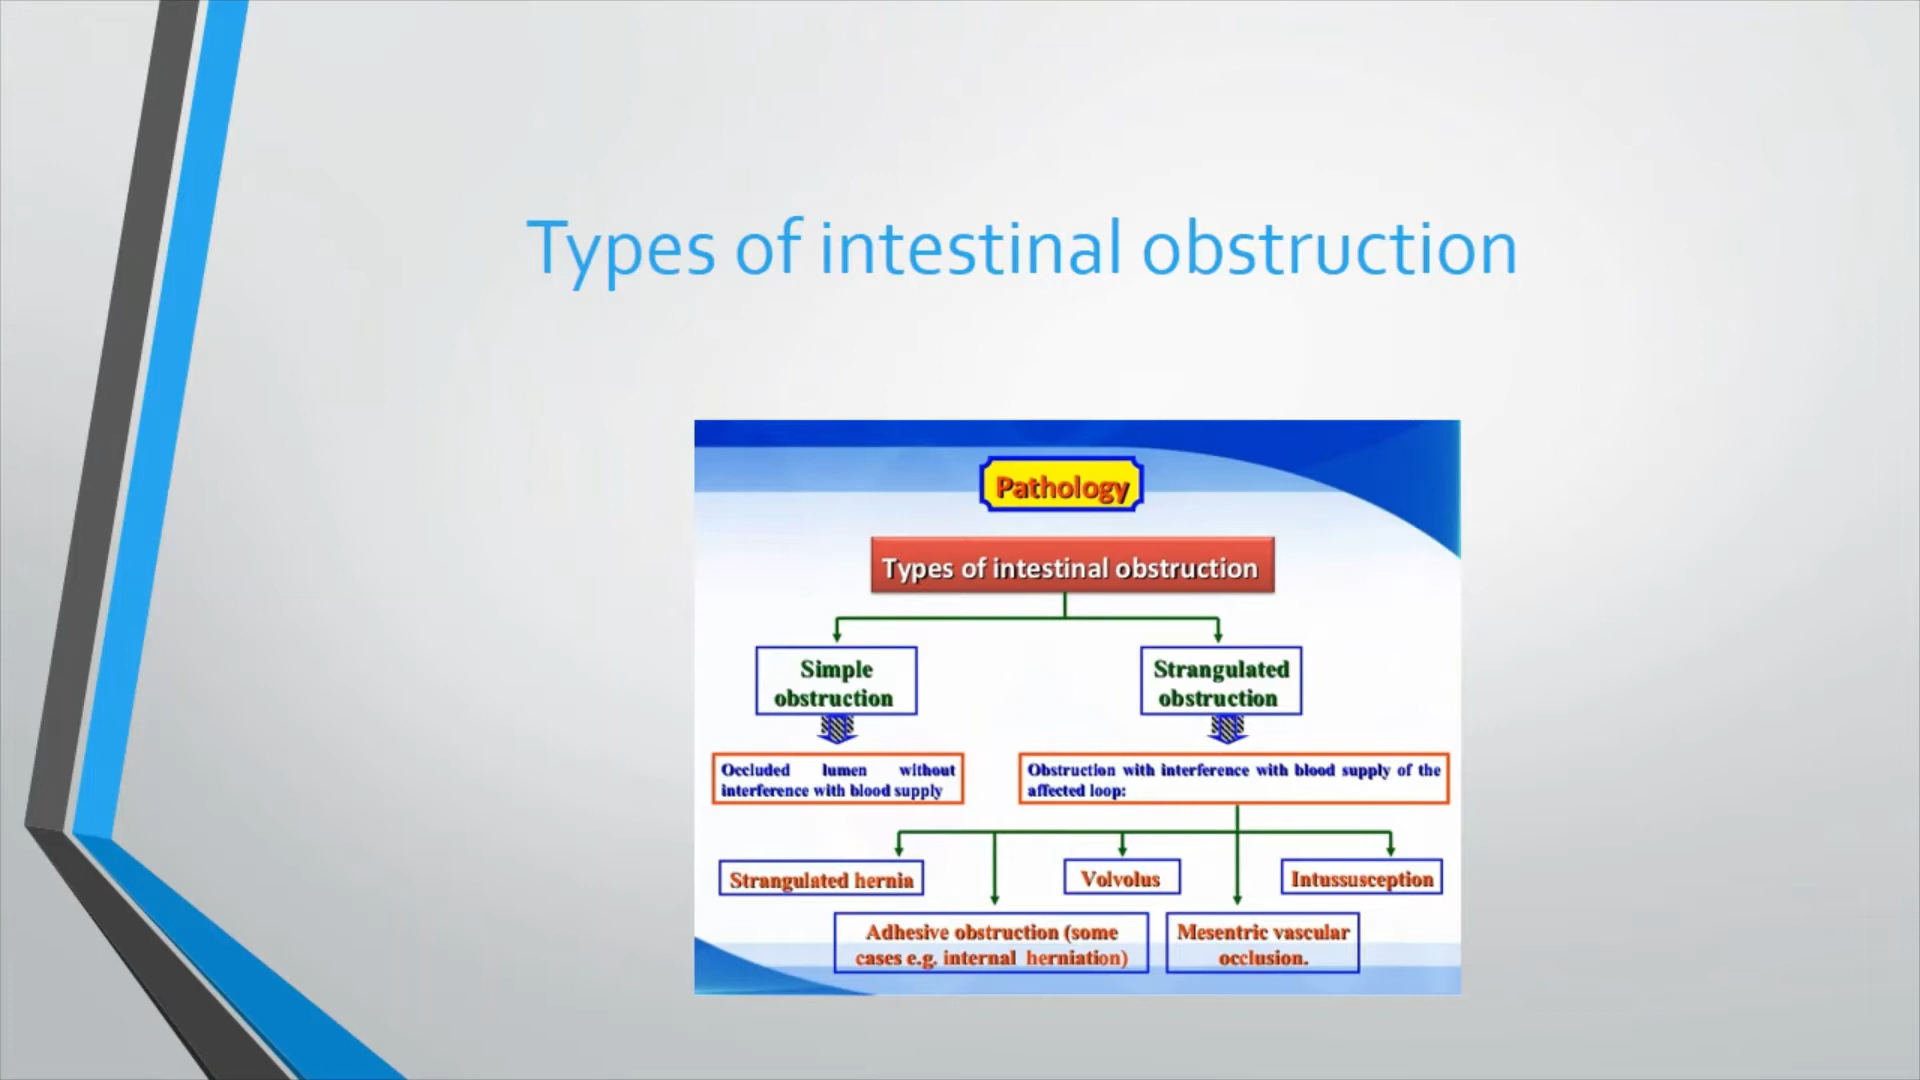 Types of intestinal obstruction
Pathology
Types of intestinal obstruction
Simple
obstruction
Strangulated
obstruction
Occluded lumen without
interference with blood supply
Obstruction with interference with blood supply of the
affected loop:
Strangulated hernia
Volvolus
Intussusception
Adhesive obstruction (some
cases e.g. internal herniation)
Mesentric vascular
occlusion.